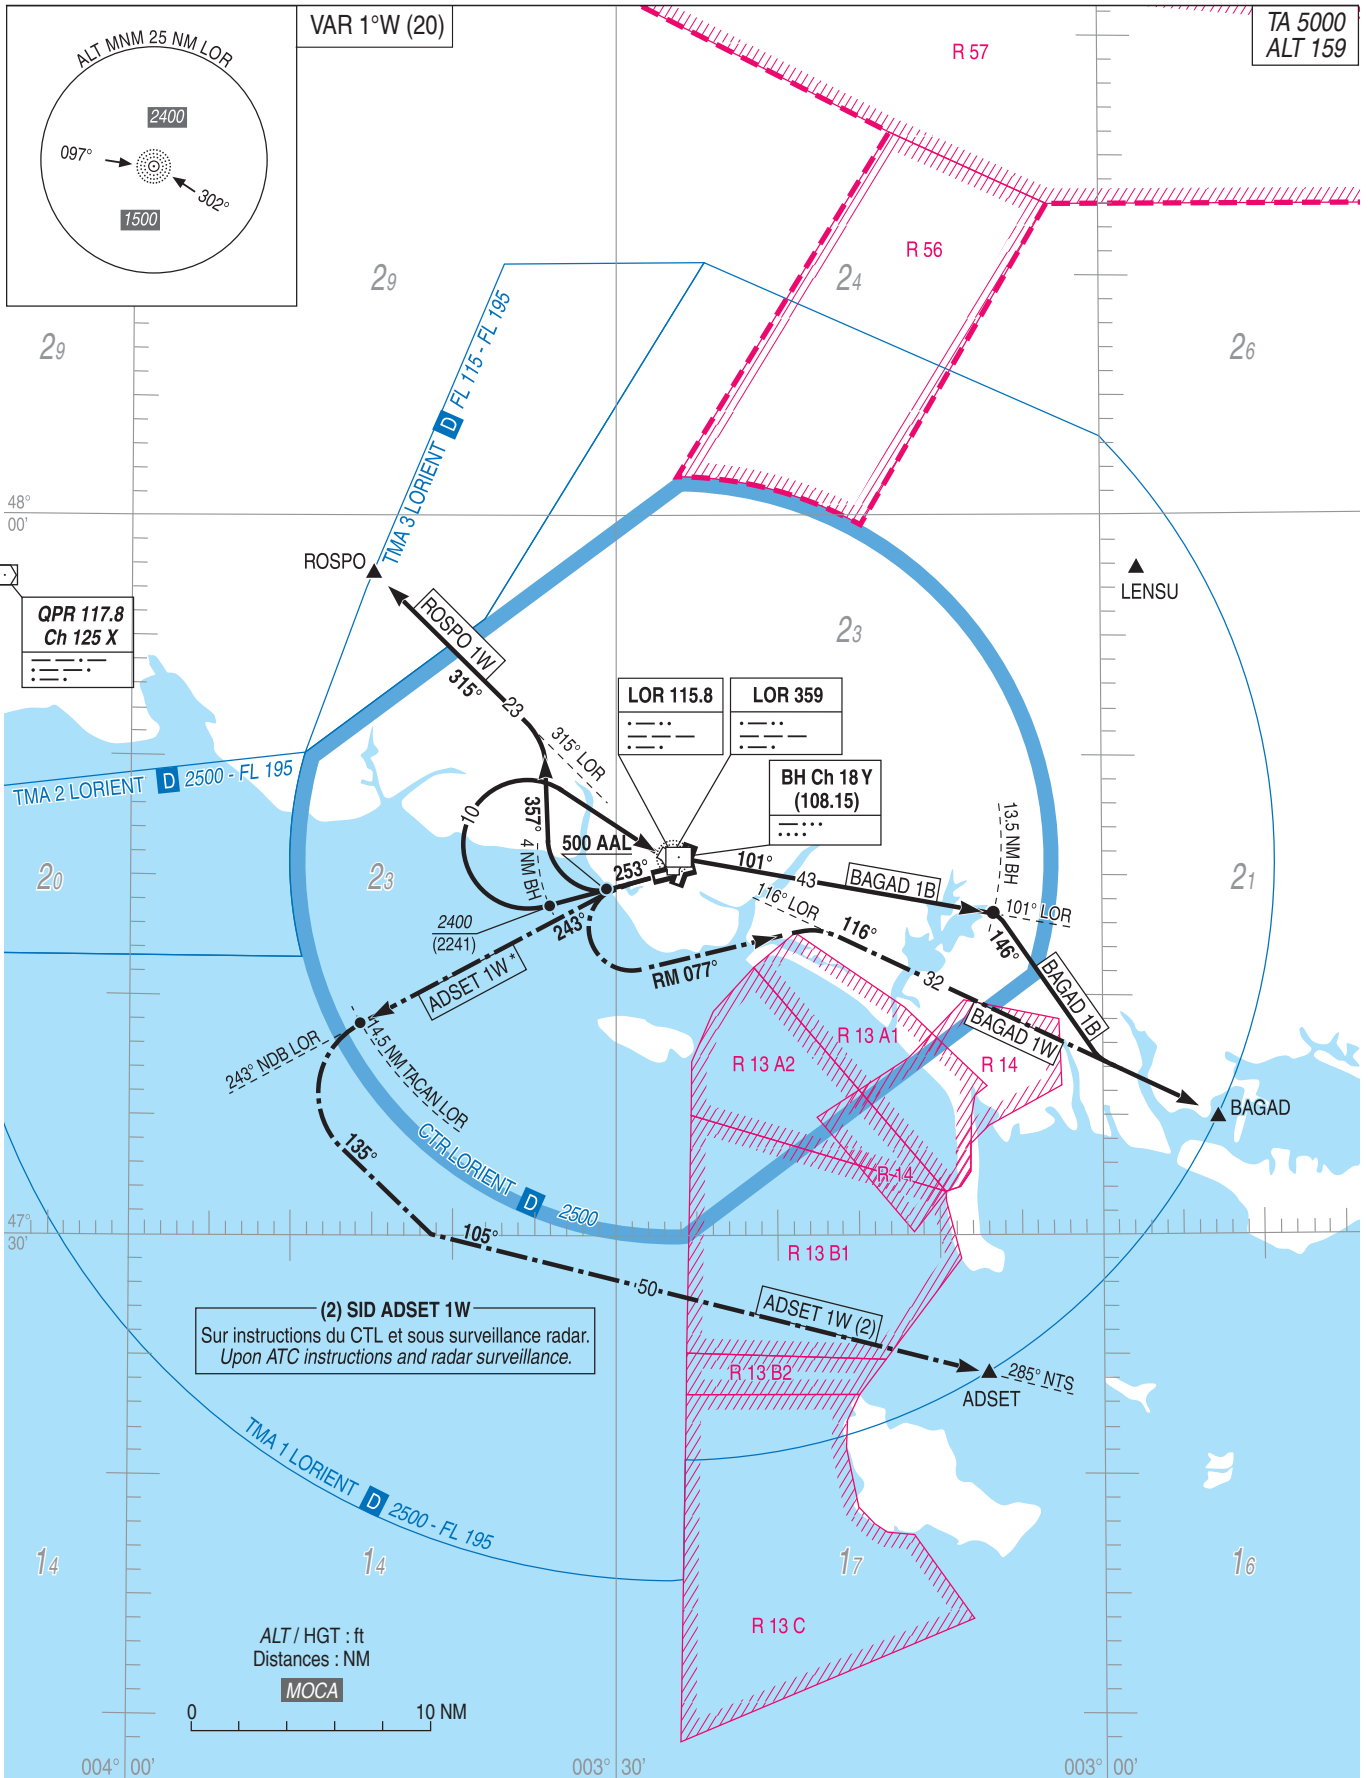 ALT MNM 25 NM LOR
2400
097°
302°
1500
VAR 1°W (20)
TA 5000
ALT 159
R 57
R 56
29
24
29
26
TMA 3 LORIENT D FL 115 - FL 195
48°
00'
ROSPO
LENSU
QPR 117.8
Ch 125 X
ROSPO 1W
315°
23
23
315° LOR
LOR 115.8
LOR 359
BH Ch 18 Y
(108.15)
TMA 2 LORIENT D 2500 - FL 195
10
357°
4 NM BH
500 AAL
253°
101°
43
BAGAD 1B
13.5 NM BH
101° LOR
20
23
21
116° LOR
116°
146°
2400
(2241)
243°
ADSET 1W *
RM 077°
32
BAGAD 1B
BAGAD 1W
243° NDB LOR
14.5 NM TACAN LOR
R 13 A1
R 13 A2
R 14
BAGAD
135°
CTR LORIENT D 2500
R 14
47°
30'
105°
R 13 B1
50
ADSET 1W (2)
(2) SID ADSET 1W
Sur instructions du CTL et sous surveillance radar.
Upon ATC instructions and radar surveillance.
R 13 B2
285° NTS
ADSET
TMA 1 LORIENT D 2500 - FL 195
14
14
17
16
R 13 C
ALT / HGT : ft
Distances : NM
MOCA
0
10 NM
004° 00'
003° 30'
003° 00'